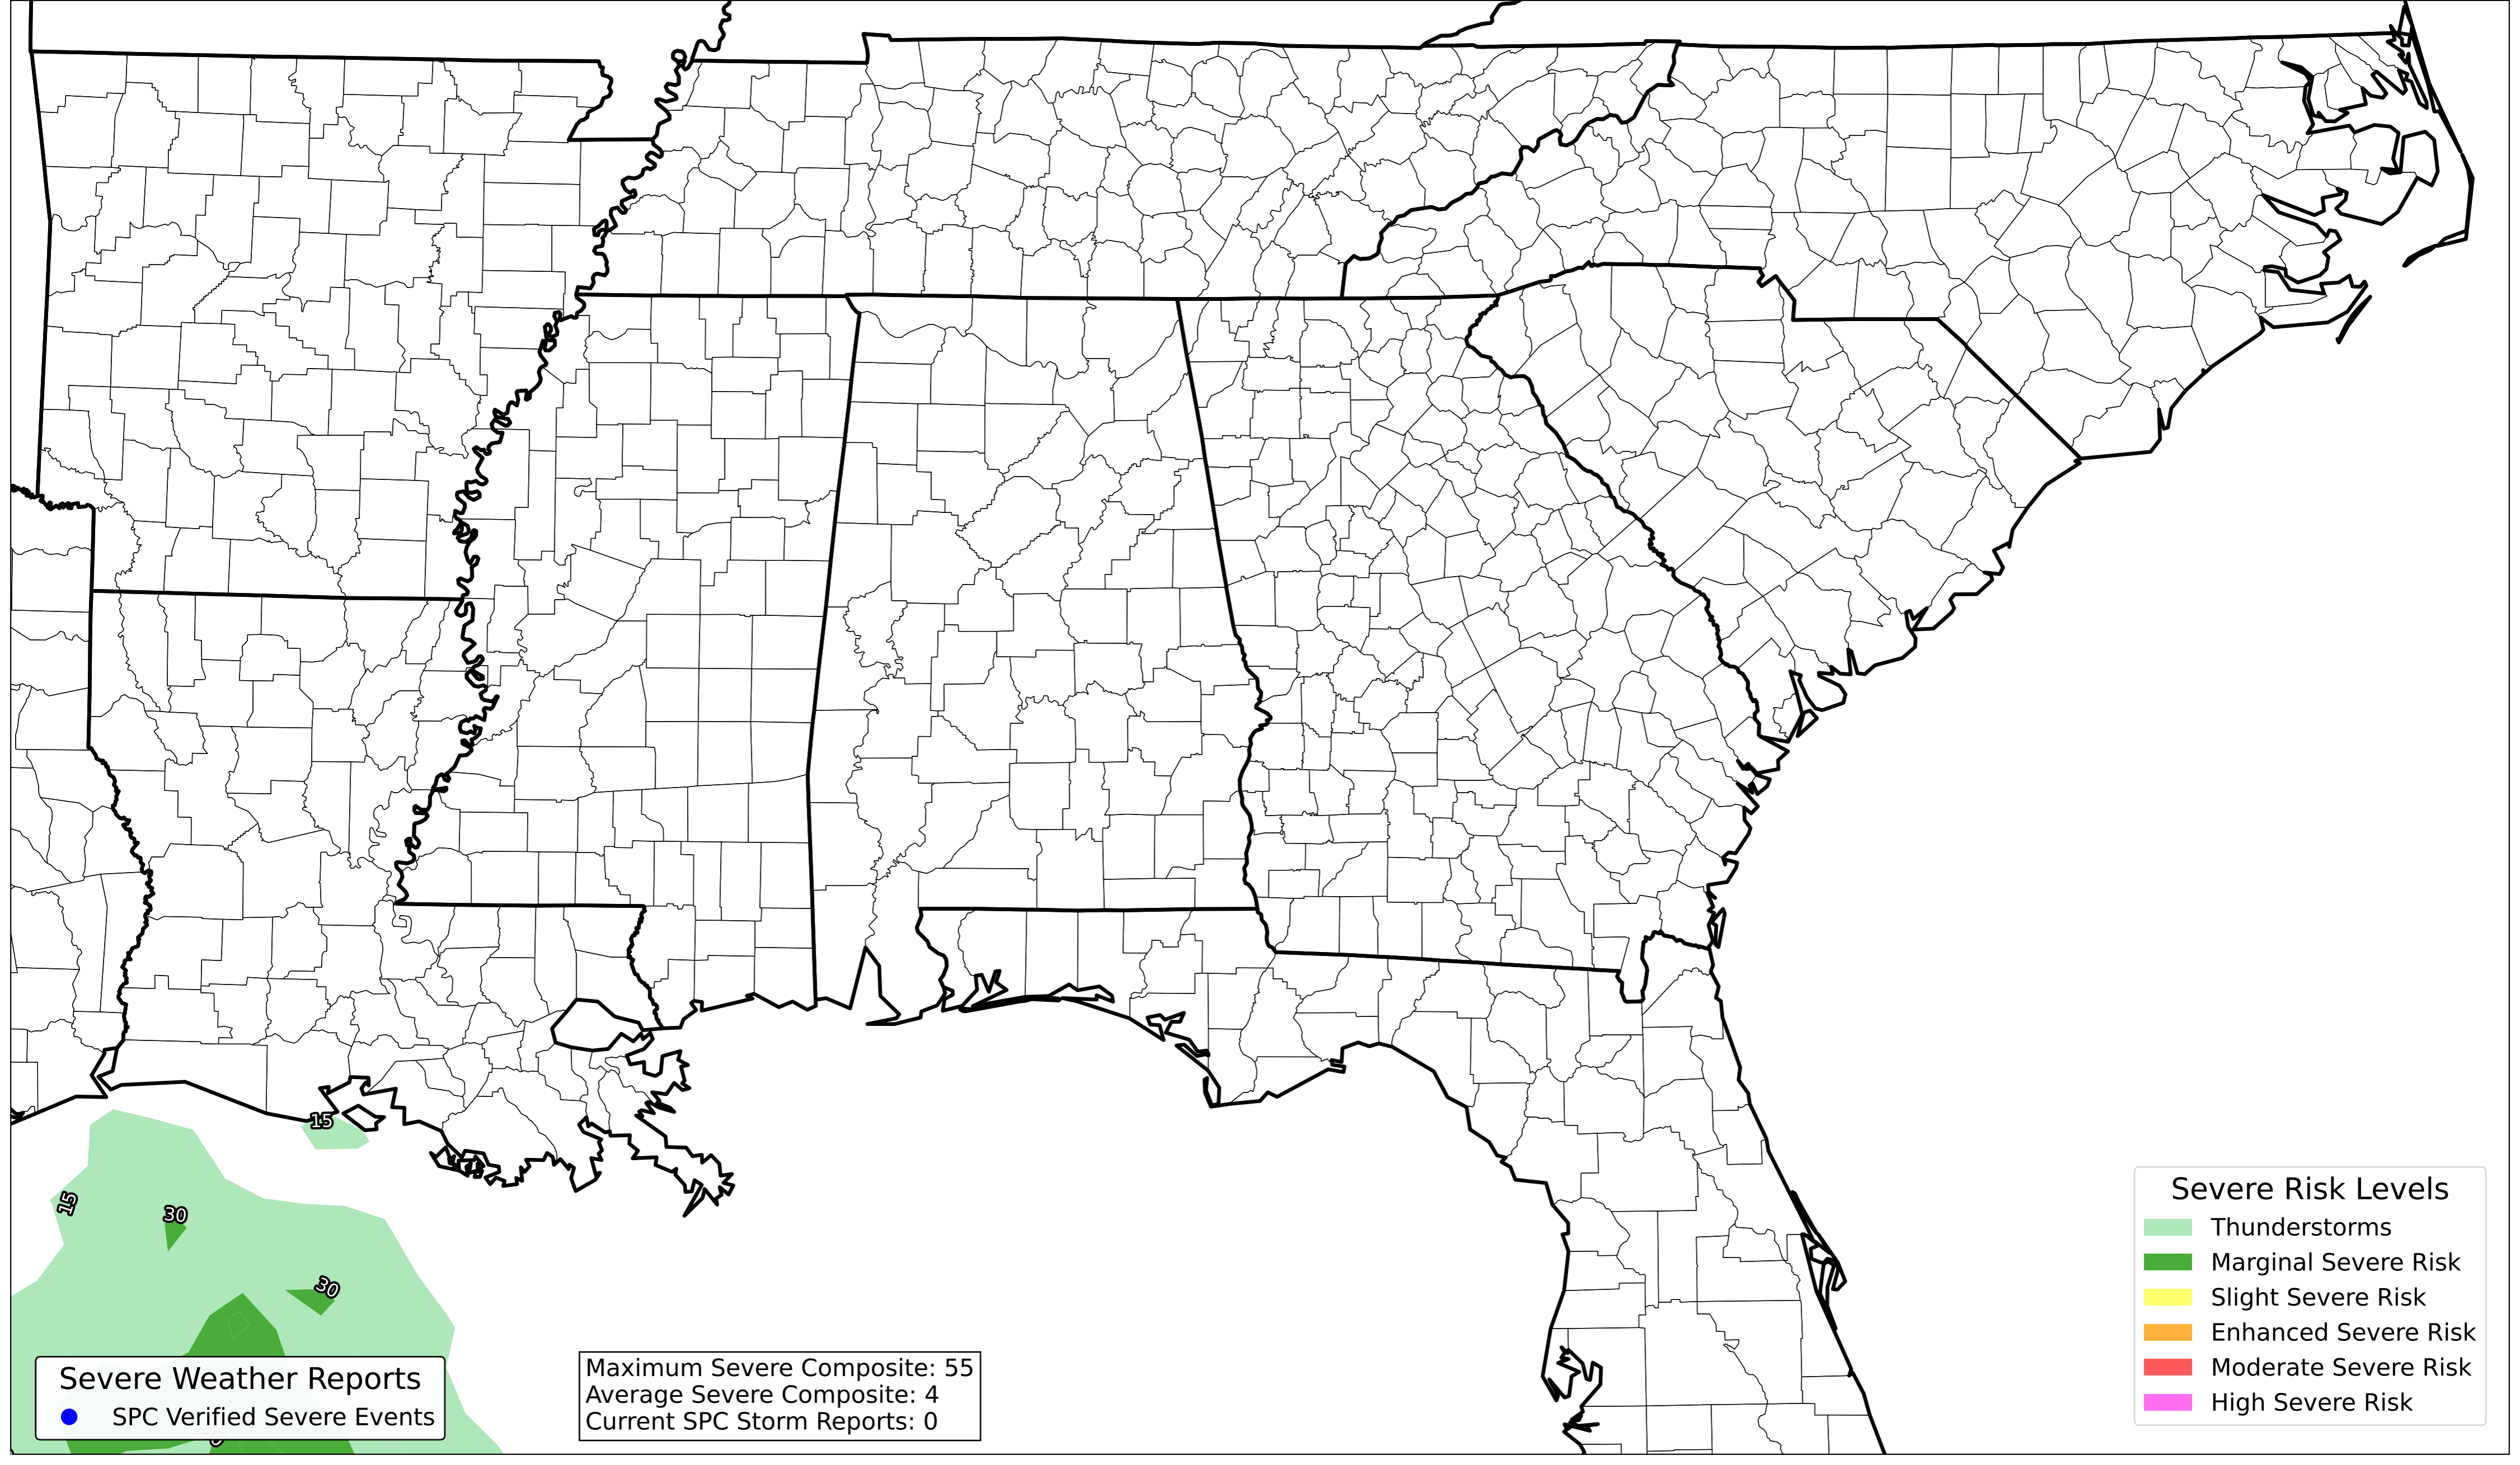 15
15
30
30
Severe Weather Reports
SPC Verified Severe Events
Maximum Severe Composite: 55
Average Severe Composite: 4
Current SPC Storm Reports: 0
Severe Risk Levels
Thunderstorms
Marginal Severe Risk
Slight Severe Risk
Enhanced Severe Risk
Moderate Severe Risk
High Severe Risk